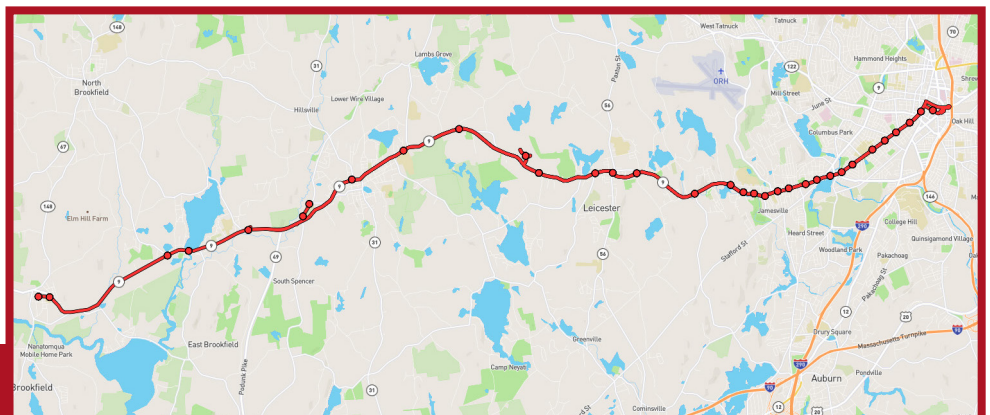 148
West Tatnuck
Tatnuck
70
Lambs Grove
Paxton St
Hammond Heights
31
122
ORH
North
Brookfield
Mill Street
9
Shrew
Lower Wire Village
Hillsville
56
June St
Oak Hill
67
9
Columbus Park
9
9
146
148
Leicester
Jamesville
Elm Hill Farm
College Hill
290
Heard Street
Quinsigamond Village
9
31
Stafford St
Woodland Park
49
56
Pakachoag
South Spencer
Pakachoag St
9
12
20
Drury Square
Nanatomqua
Mobile Home Park
East Brookfield
Greenville
Massachusetts Turnpike
Podunk Pike
Camp Neyati
290
Pondville
Auburn
Brookfield
31
90
12
Cominsville
20